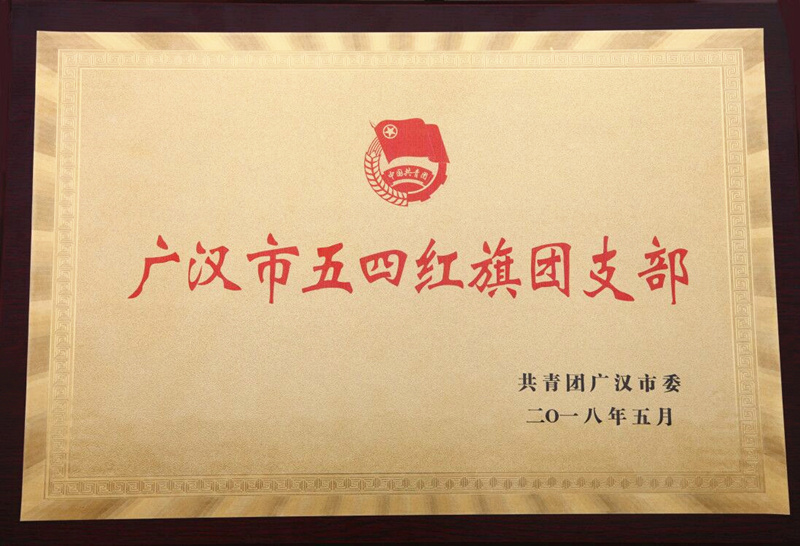 中国共青团
广汉市五四红旗团支部
共青团广汉市委
二〇一八年五月